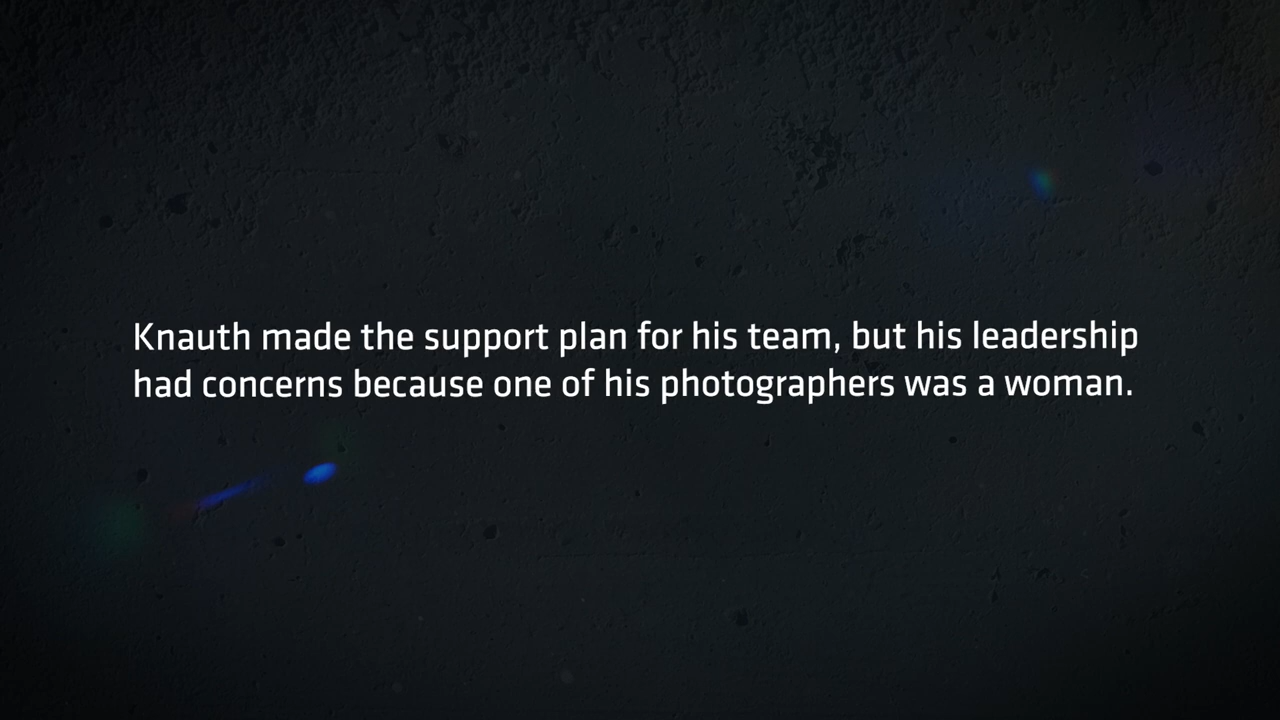 Knauth made the support plan for his team, but his leadership
had concerns because one of his photographers was a woman.